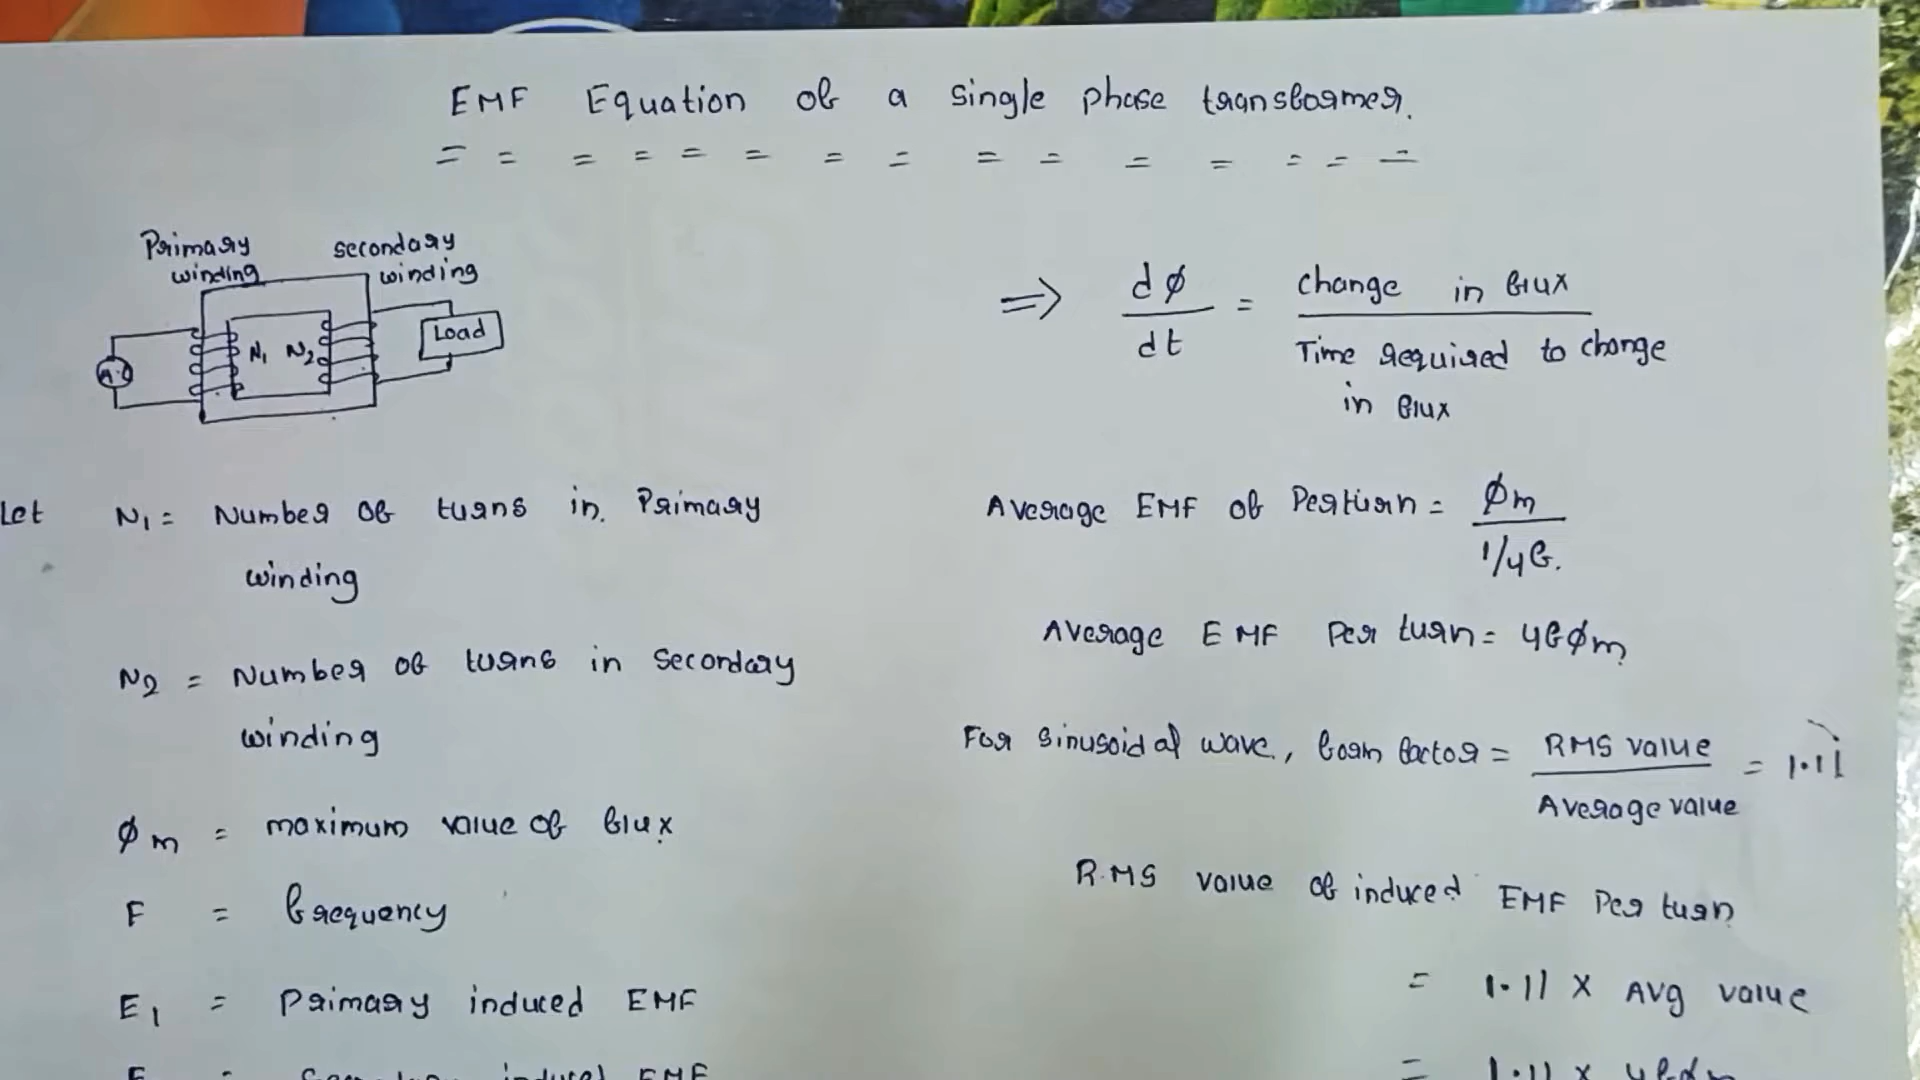 EMF Equation of a single phase transformer.
= = = = = = = = = = = = = = =
Primary
winding
secondary
winding
A.C
N1 N2
Load
Let N1 = Number of turns in Primary
winding
N2 = Number of turns in Secondary
winding
φm = maximum value of flux
F = frequency
E1 = Primary induced EMF
⇒ dφ/dt = change in flux
Time required to change
in flux
Average EMF of Perturn = φm
1/4f.
Average EMF Per turn = 4fφm
For sinusoidal wave, form factor = RMS value = 1.11
Average value
R.MS value of induced EMF Per turn
= 1.11 x Avg value
= 1.11 x 4fφm